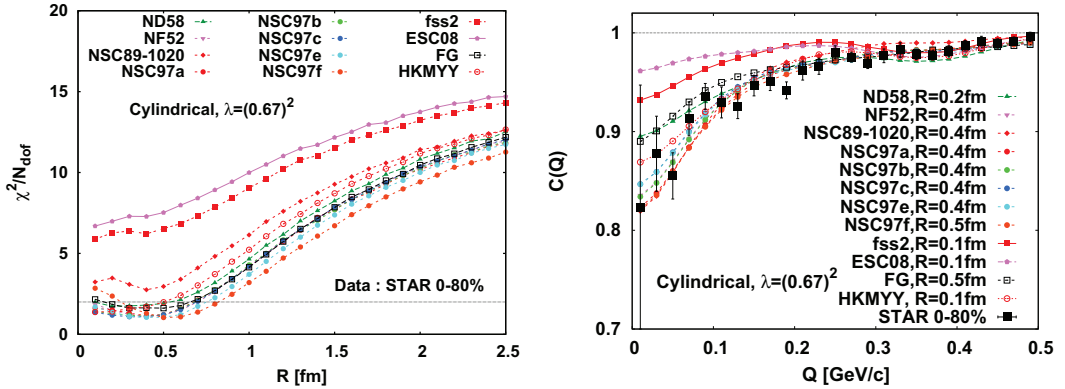 ND58
NF52
NSC89-1020
NSC97a
NSC97b
NSC97c
NSC97e
NSC97f
fss2
ESC08
FG
HKMYY
Cylindrical, λ=(0.67)²
Data : STAR 0-80%
χ²/N_dof
20
15
10
5
0
0 0.5 1 1.5 2 2.5
R [fm]
C(Q)
1
0.9
0.8
0.7
ND58,R=0.2fm
NF52,R=0.4fm
NSC89-1020,R=0.4fm
NSC97a,R=0.4fm
NSC97b,R=0.4fm
NSC97c,R=0.4fm
NSC97e,R=0.4fm
NSC97f,R=0.5fm
fss2,R=0.1fm
ESC08,R=0.1fm
FG,R=0.5fm
HKMYY, R=0.1fm
STAR 0-80%
Cylindrical, λ=(0.67)²
0 0.1 0.2 0.3 0.4 0.5
Q [GeV/c]